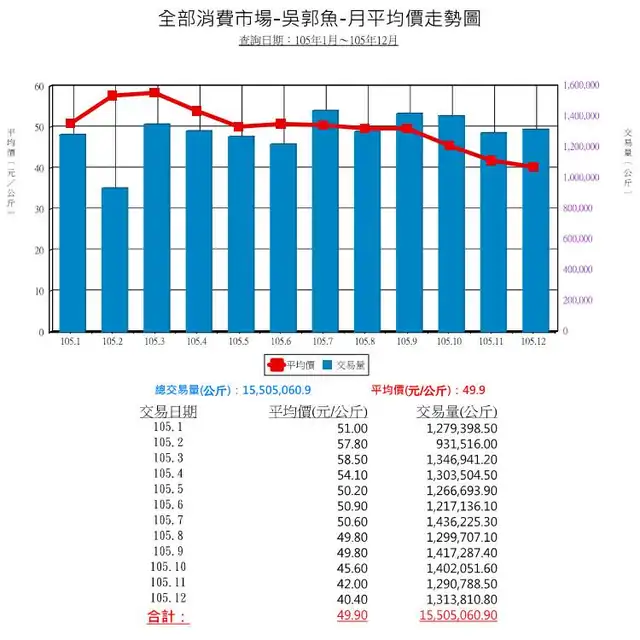 全部消費市場-吳郭魚-月平均價走勢圖
查詢日期：105年1月～105年12月
平均價（元／公斤）
交易量（公斤）
60
50
40
30
20
10
0
1,600,000
1,400,000
1,200,000
1,000,000
800,000
600,000
400,000
200,000
0
105.1 105.2 105.3 105.4 105.5 105.6 105.7 105.8 105.9 105.10 105.11 105.12
平均價 交易量
總交易量(公斤)：15,505,060.9 平均價(元/公斤)：49.9
交易日期 平均價(元/公斤) 交易量(公斤)
105.1 51.00 1,279,398.50
105.2 57.80 931,516.00
105.3 58.50 1,346,941.20
105.4 54.10 1,303,504.50
105.5 50.20 1,266,693.90
105.6 50.90 1,217,136.10
105.7 50.60 1,436,225.30
105.8 49.80 1,299,707.10
105.9 49.80 1,417,287.40
105.10 45.60 1,402,051.60
105.11 42.00 1,290,788.50
105.12 40.40 1,313,810.80
合計： 49.90 15,505,060.90